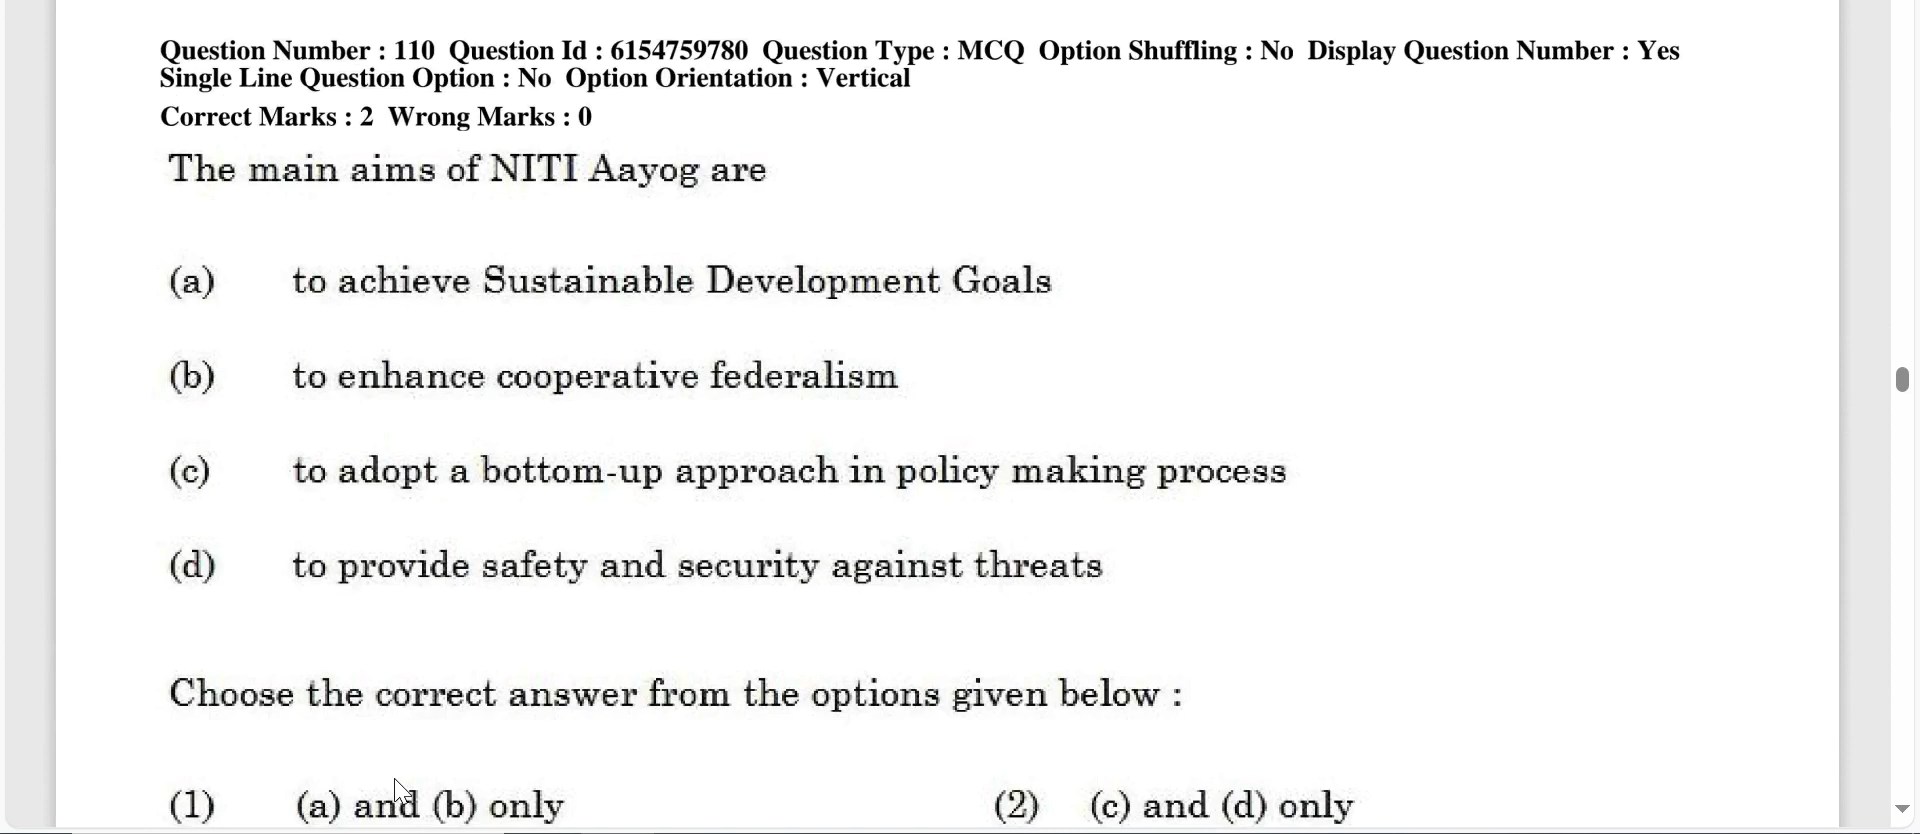 Question Number : 110 Question Id : 6154759780 Question Type : MCQ Option Shuffling : No Display Question Number : Yes
Single Line Question Option : No Option Orientation : Vertical
Correct Marks : 2 Wrong Marks : 0
The main aims of NITI Aayog are
(a) to achieve Sustainable Development Goals
(b) to enhance cooperative federalism
(c) to adopt a bottom-up approach in policy making process
(d) to provide safety and security against threats
Choose the correct answer from the options given below :
(1) (a) and (b) only (2) (c) and (d) only